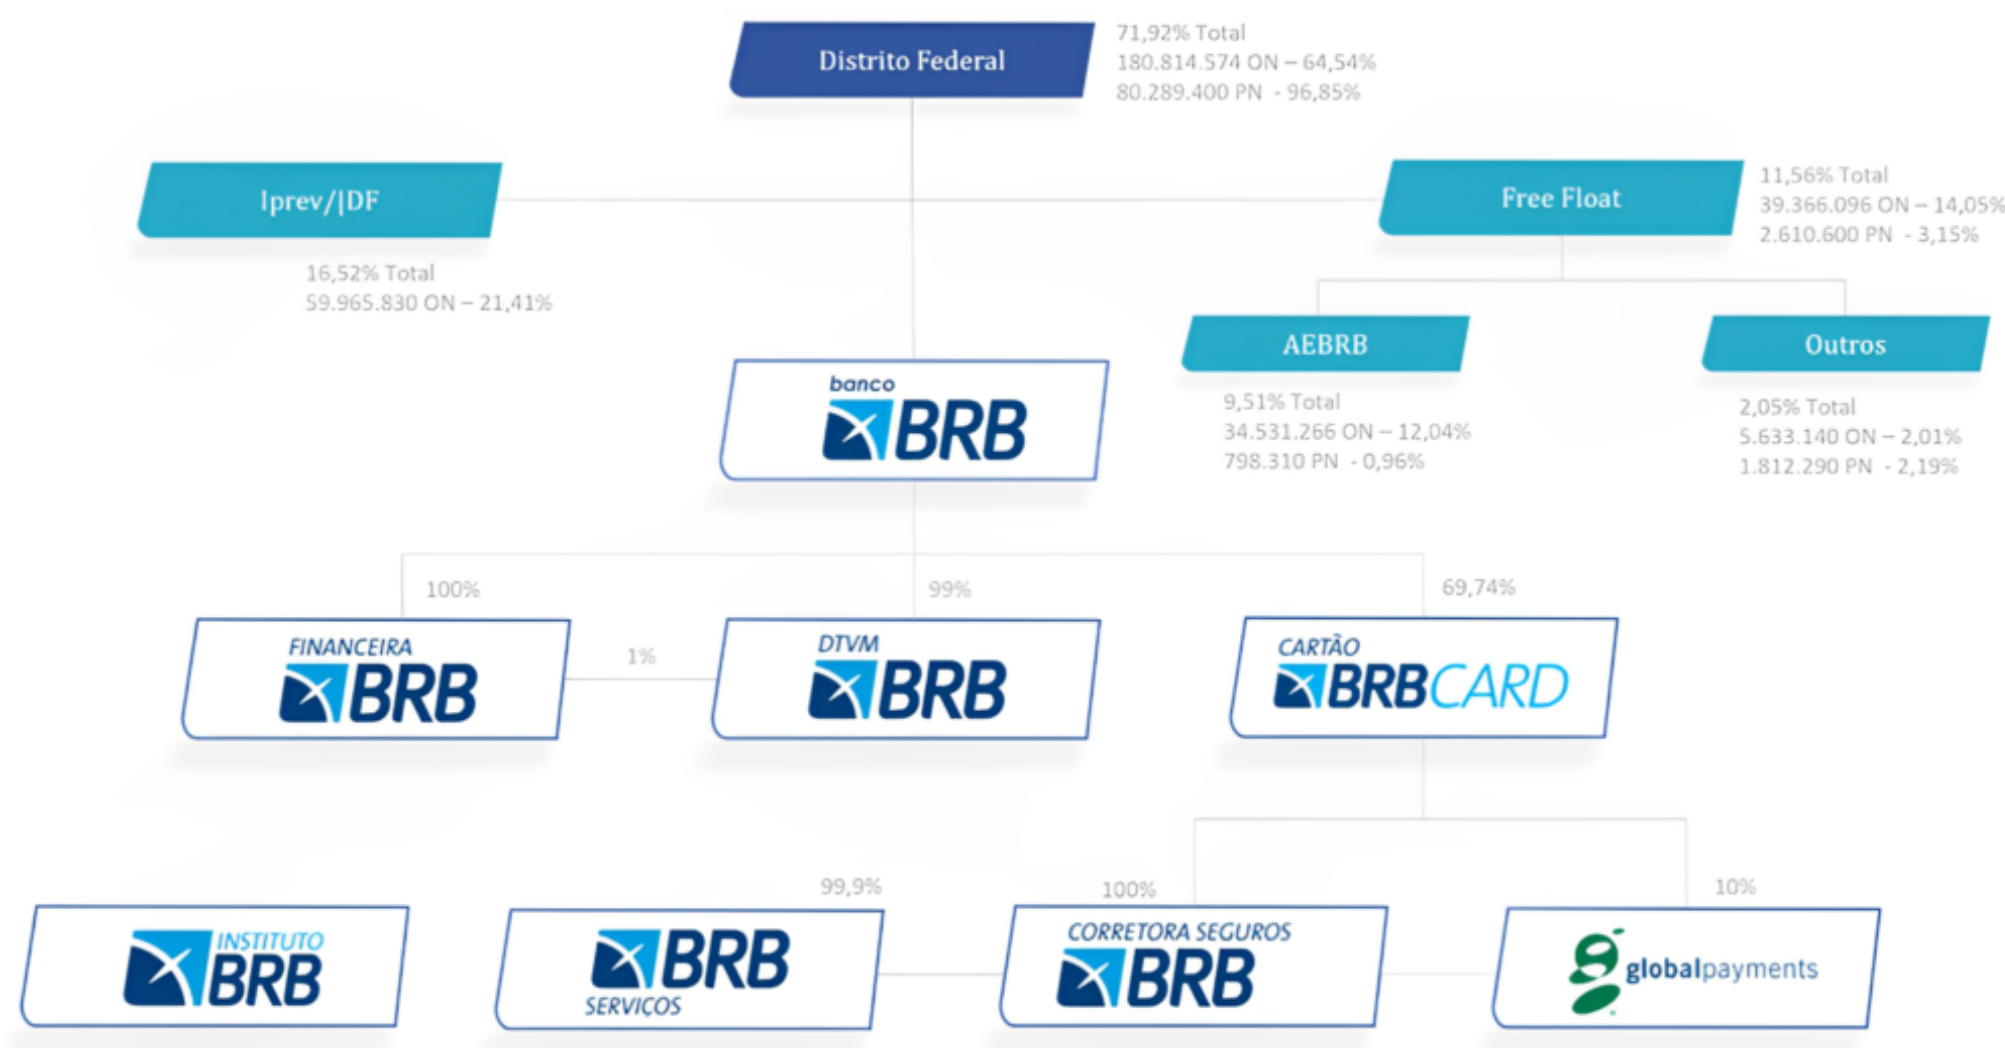 Distrito Federal
71,92% Total
180.814.574 ON – 64,54%
80.289.400 PN - 96,85%
Iprev/|DF
16,52% Total
59.965.830 ON – 21,41%
Free Float
11,56% Total
39.366.096 ON – 14,05%
2.610.600 PN - 3,15%
AEBRB
9,51% Total
34.531.266 ON – 12,04%
798.310 PN - 0,96%
Outros
2,05% Total
5.633.140 ON – 2,01%
1.812.290 PN - 2,19%
banco
BRB
100%
99%
69,74%
FINANCEIRA
BRB
1%
DTVM
BRB
CARTÃO
BRBCARD
99,9%
100%
10%
INSTITUTO
BRB
BRB
SERVIÇOS
CORRETORA SEGUROS
BRB
globalpayments